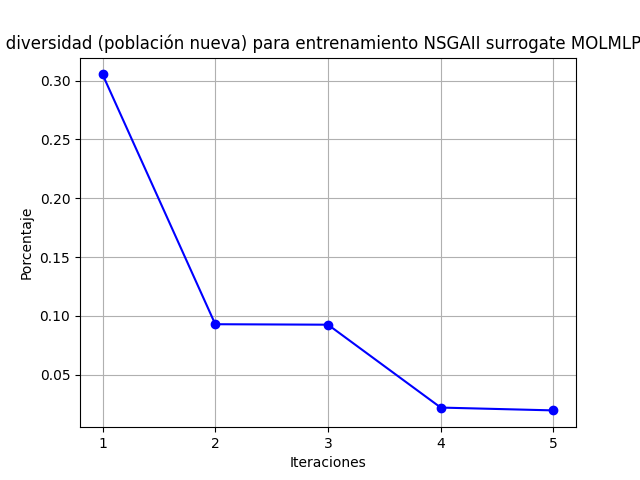 diversidad (población nueva) para entrenamiento NSGAII surrogate MOLMLP
0.30
0.25
0.20
0.15
0.10
0.05
Porcentaje
1 2 3 4 5
Iteraciones